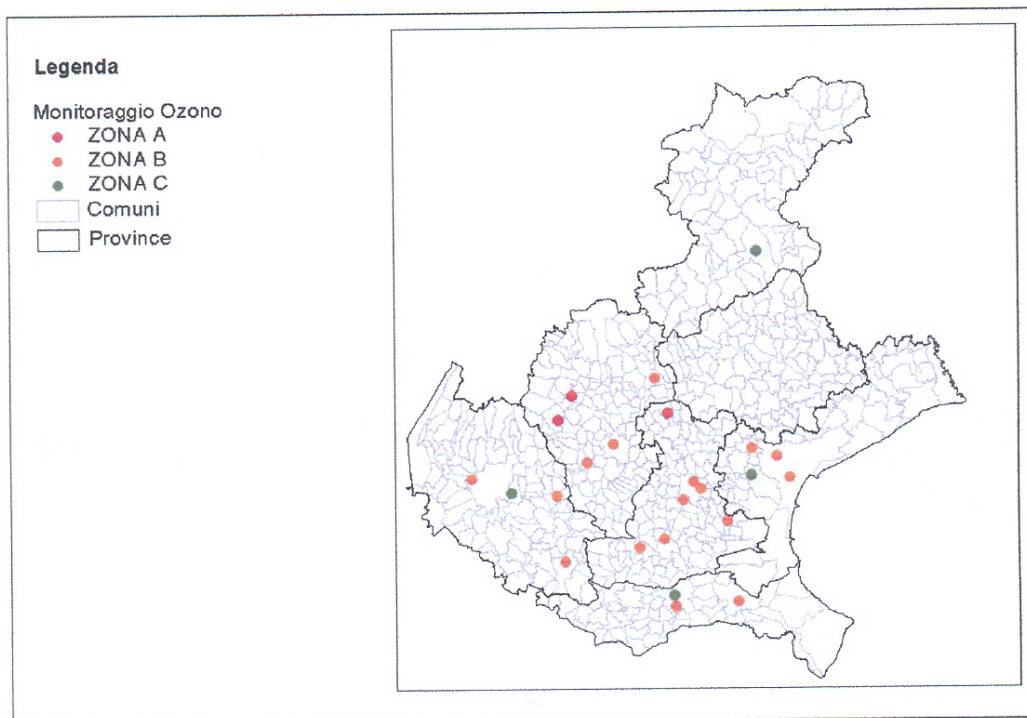 Legenda
Monitoraggio Ozono
ZONA A
ZONA B
ZONA C
Comuni
Province